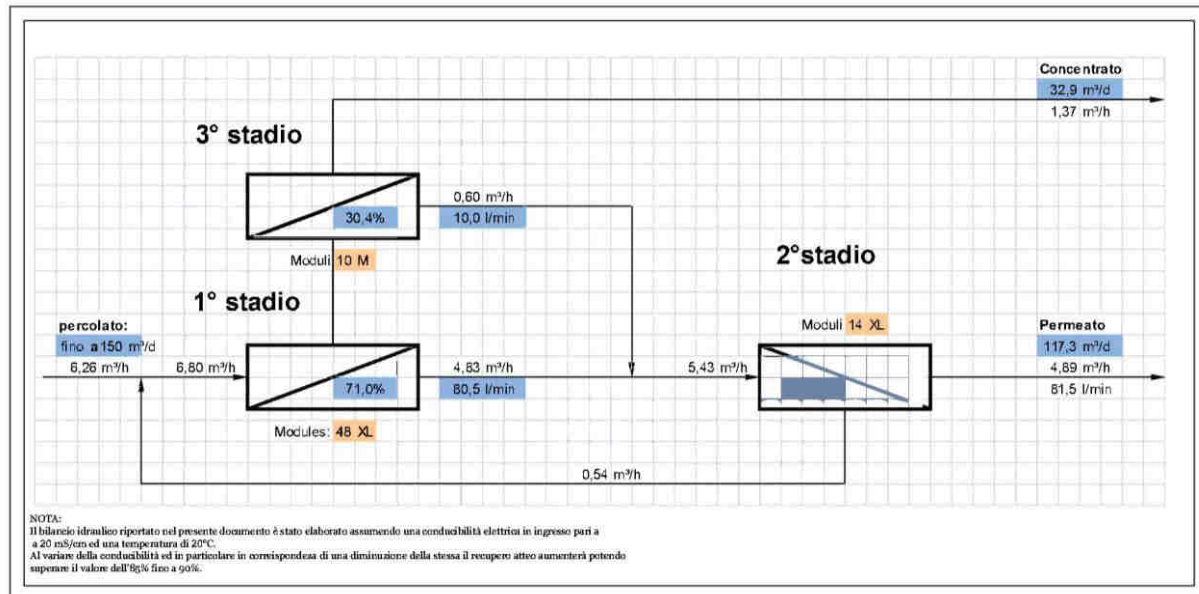 Concentrato
32,9 m³/d
1,37 m³/h
3° stadio
0,60 m³/h
30,4%
10,0 l/min
Moduli 10 M
2°stadio
1° stadio
percolato:
Moduli 14 XL
Permeato
fino a 150 m³/d
117,3 m³/d
6,26 m³/h
6,80 m³/h
4,83 m³/h
5,43 m³/h
4,89 m³/h
71,0%
80,5 l/min
81,5 l/min
Modules: 48 XL
0,54 m³/h
NOTA:
Il bilancio idraulico riportato nel presente documento è stato elaborato assumendo una conducibilità elettrica in ingresso pari a
a 20 mS/cm ed una temperatura di 20°C.
Al variare della conducibilità ed in particolare in correispondesa di una diminuzione della stessa il recupero atteo aumenterà potendo
superare il valore dell'85% fino a 90%.